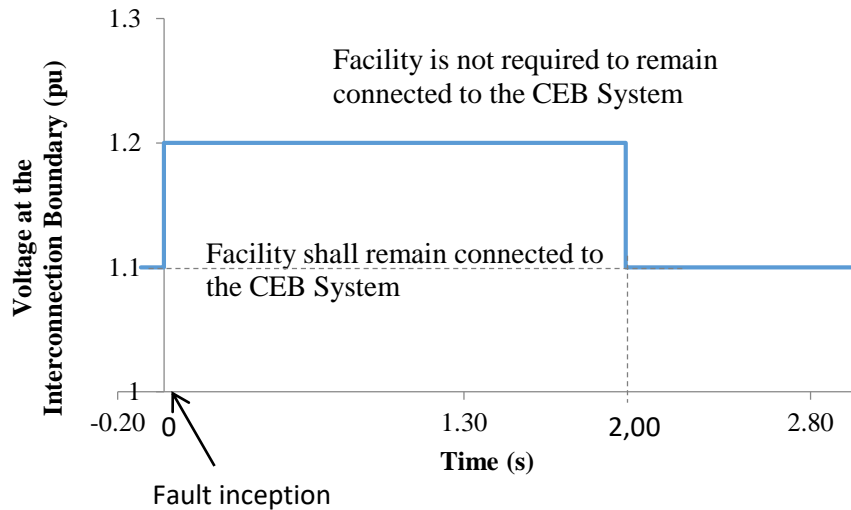 1.3
Facility is not required to remain
connected to the CEB System
1.2
Voltage at the
Interconnection Boundary (pu)
Facility shall remain connected to
the CEB System
1.1
1
-0.20 0 1.30 2,00 2.80
Time (s)
Fault inception